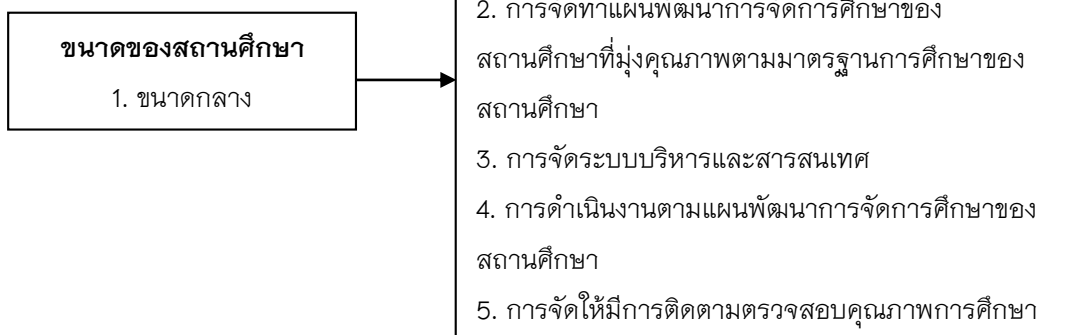 ขนาดของสถานศึกษา
1. ขนาดกลาง
2. การจัดทำแผนพัฒนาการจัดการศึกษาของ
สถานศึกษาที่มุ่งคุณภาพตามมาตรฐานการศึกษาของ
สถานศึกษา
3. การจัดระบบบริหารและสารสนเทศ
4. การดำเนินงานตามแผนพัฒนาการจัดการศึกษาของ
สถานศึกษา
5. การจัดให้มีการติดตามตรวจสอบคุณภาพการศึกษา